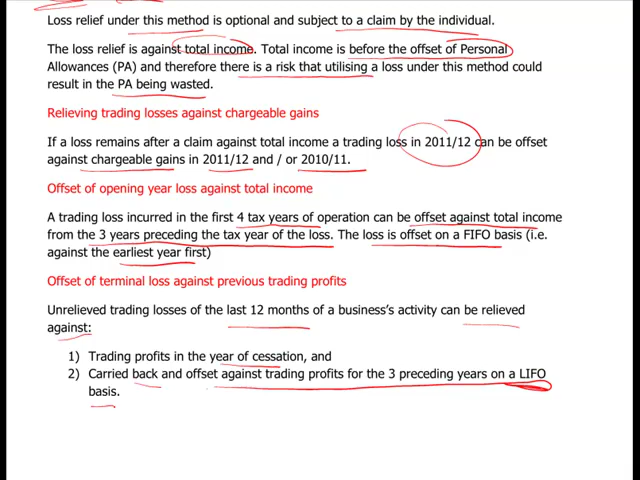 Loss relief under this method is optional and subject to a claim by the individual.
The loss relief is against total income. Total income is before the offset of Personal
Allowances (PA) and therefore there is a risk that utilising a loss under this method could
result in the PA being wasted.
Relieving trading losses against chargeable gains
If a loss remains after a claim against total income a trading loss in 2011/12 can be offset
against chargeable gains in 2011/12 and / or 2010/11.
Offset of opening year loss against total income
A trading loss incurred in the first 4 tax years of operation can be offset against total income
from the 3 years preceding the tax year of the loss. The loss is offset on a FIFO basis (i.e.
against the earliest year first)
Offset of terminal loss against previous trading profits
Unrelieved trading losses of the last 12 months of a business's activity can be relieved
against:
1) Trading profits in the year of cessation, and
2) Carried back and offset against trading profits for the 3 preceding years on a LIFO
basis.